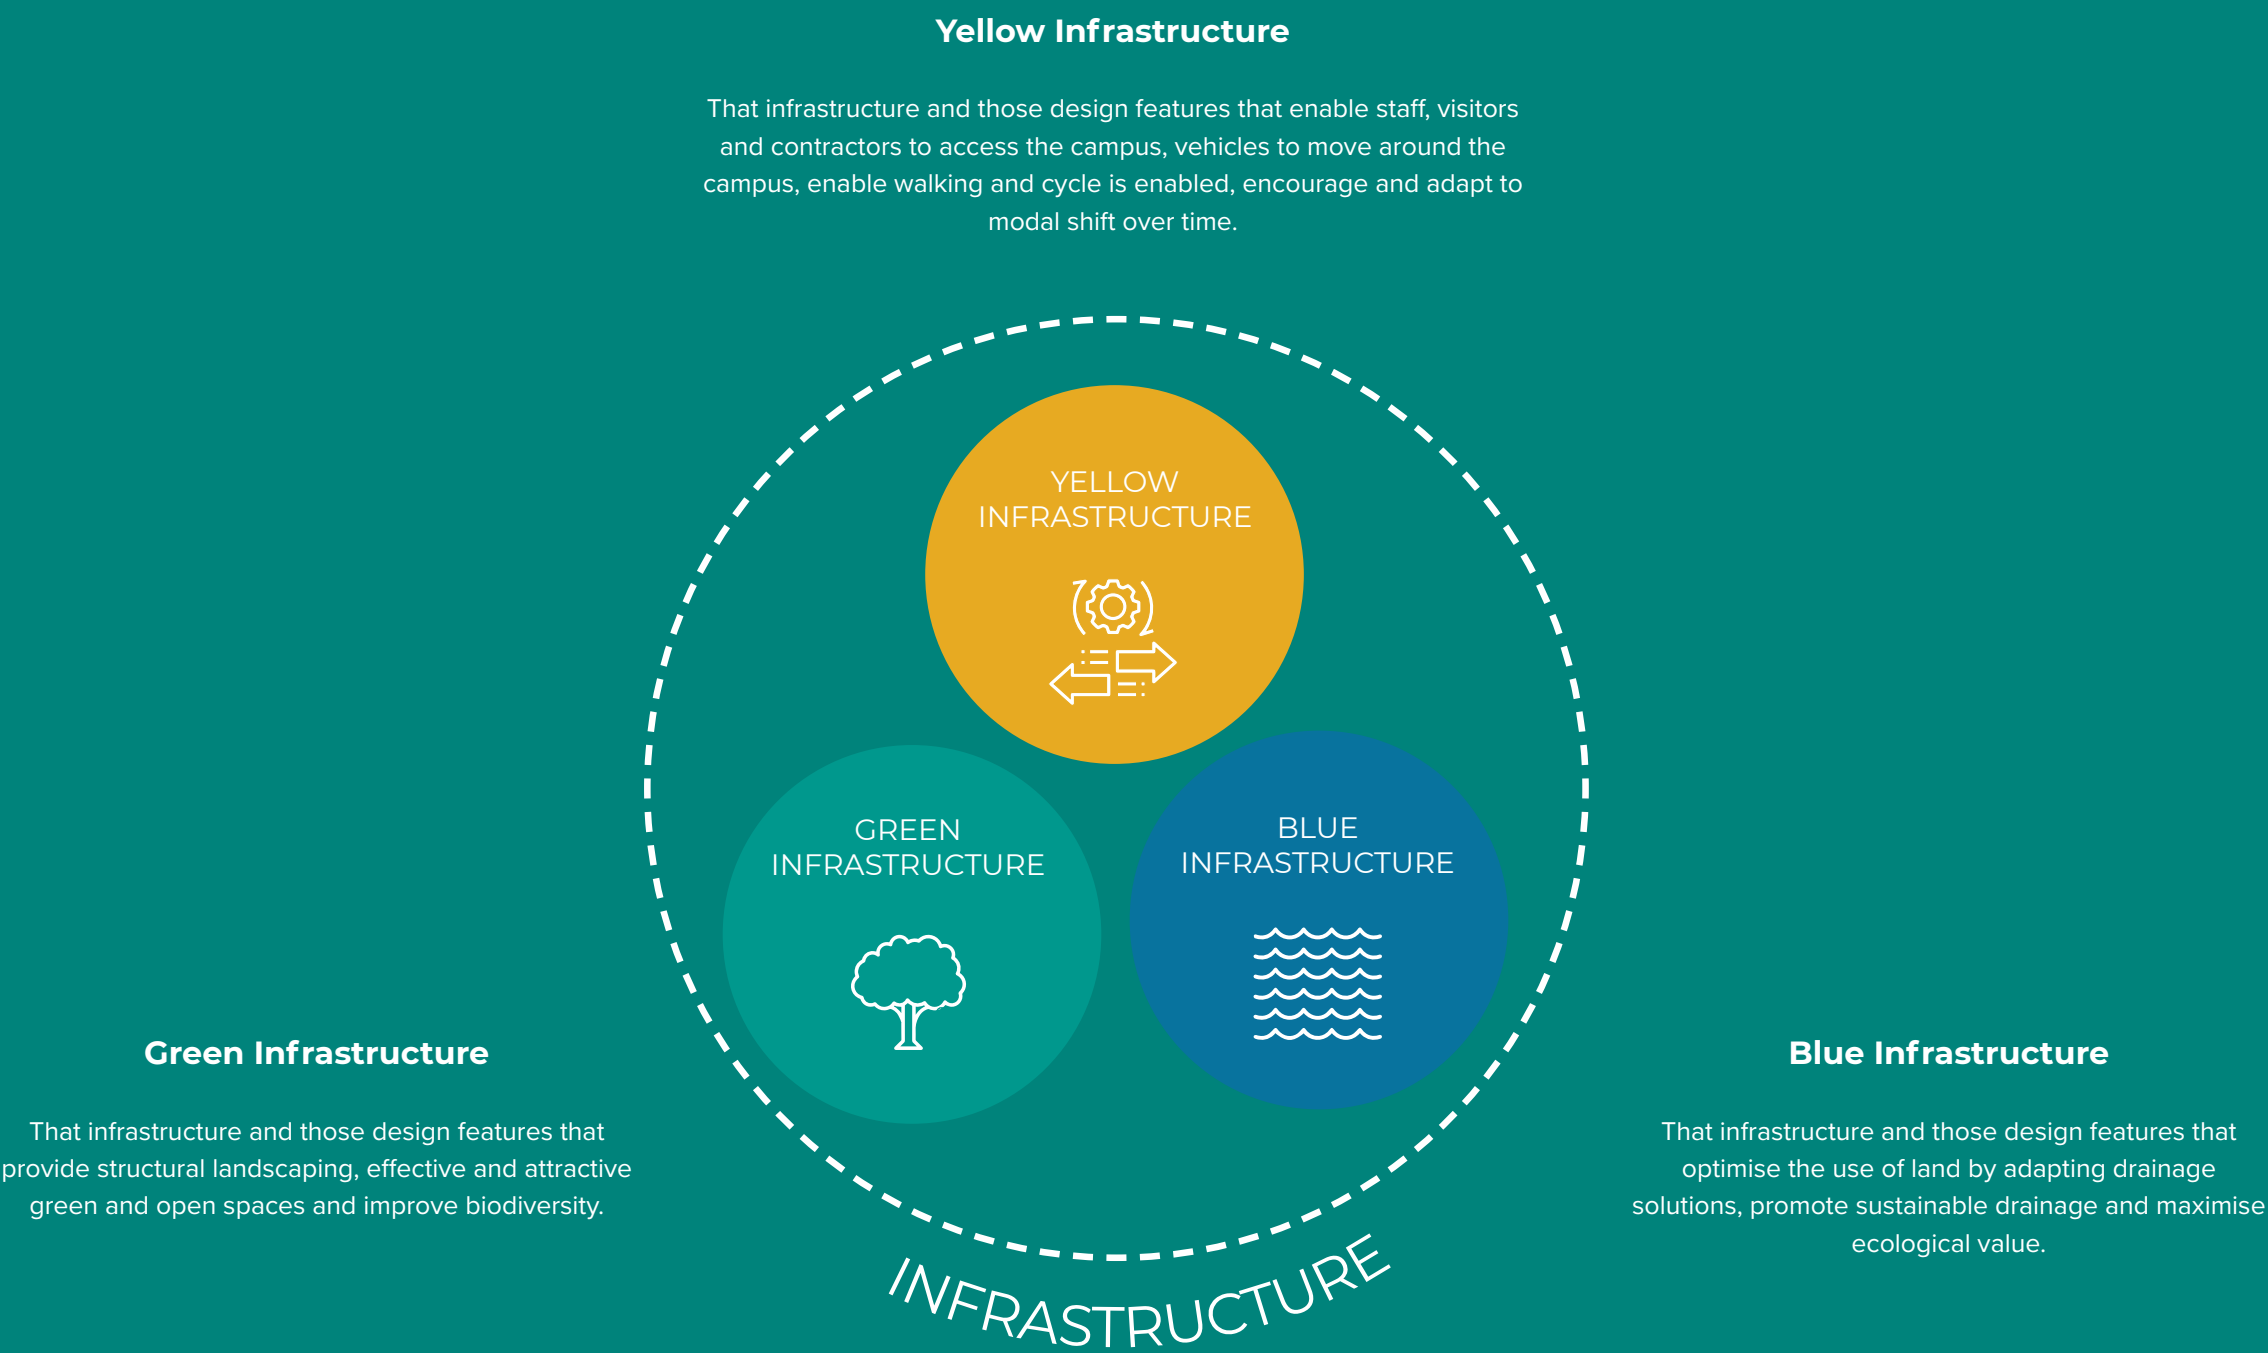 Yellow Infrastructure
That infrastructure and those design features that enable staff, visitors
and contractors to access the campus, vehicles to move around the
campus, enable walking and cycle is enabled, encourage and adapt to
modal shift over time.
YELLOW
INFRASTRUCTURE
GREEN
INFRASTRUCTURE
BLUE
INFRASTRUCTURE
Green Infrastructure
That infrastructure and those design features that
provide structural landscaping, effective and attractive
green and open spaces and improve biodiversity.
Blue Infrastructure
That infrastructure and those design features that
optimise the use of land by adapting drainage
solutions, promote sustainable drainage and maximise
ecological value.
INFRASTRUCTURE